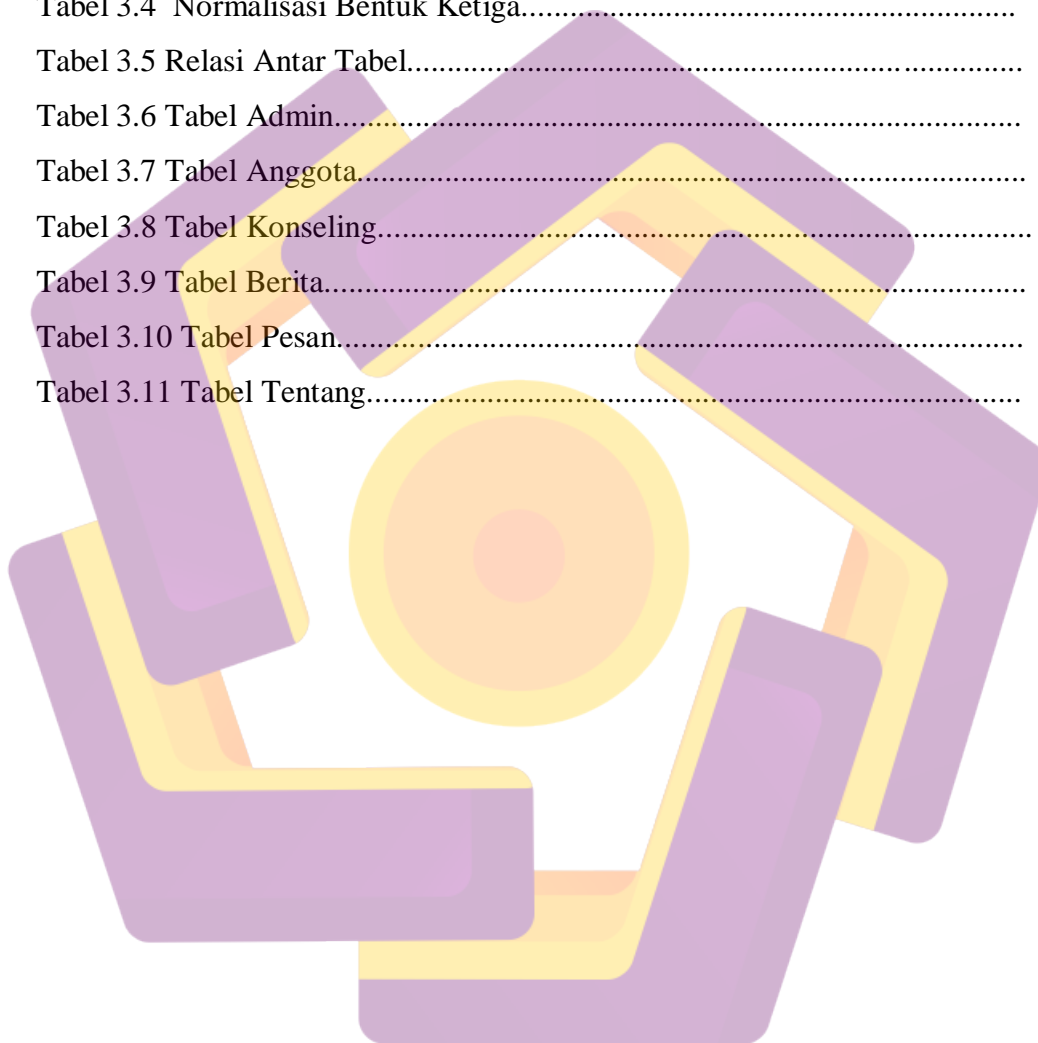 Tabel 3.4  Normalisasi Bentuk Ketiga.............................................................
Tabel 3.5 Relasi Antar Tabel............................................................................
Tabel 3.6 Tabel Admin.....................................................................................
Tabel 3.7 Tabel Anggota..................................................................................
Tabel 3.8 Tabel Konseling................................................................................
Tabel 3.9 Tabel Berita......................................................................................
Tabel 3.10 Tabel Pesan....................................................................................
Tabel 3.11 Tabel Tentang................................................................................